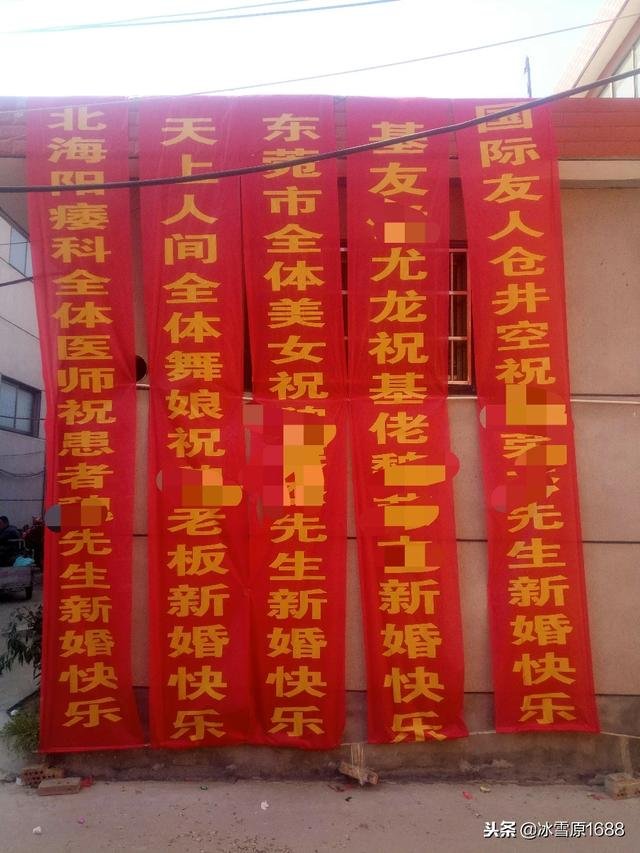 北海阳痿科全体医师祝患者先生新婚快乐
天上人间全体舞娘祝老板新婚快乐
东莞市全体美女祝先生新婚快乐
基友尤龙祝基佬立新婚快乐
国际友人仓井空祝先生新婚快乐
头条 @冰雪原1688